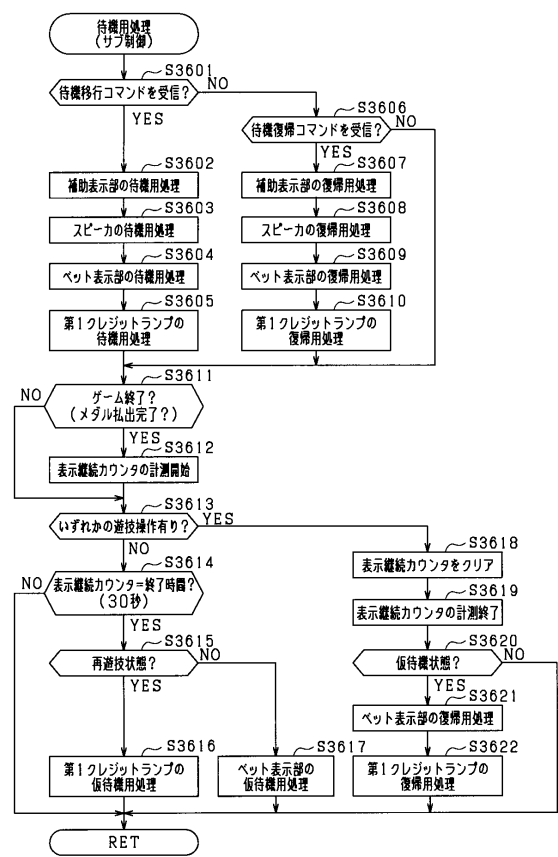 待機用処理
(サブ制御)
S3601
待機移行コマンドを受信?
NO
YES
S3606
待機復帰コマンドを受信?
NO
YES
S3602
補助表示部の待機用処理
S3607
補助表示部の復帰用処理
S3603
スピーカの待機用処理
S3608
スピーカの復帰用処理
S3604
ベット表示部の待機用処理
S3609
ベット表示部の復帰用処理
S3605
第1クレジットランプの
待機用処理
S3610
第1クレジットランプの
復帰用処理
S3611
ゲーム終了?
(メダル払出完了?)
NO
YES
S3612
表示継続カウンタの計測開始
S3613
いずれかの遊技操作有り?
YES
NO
S3614
表示継続カウンタ=終了時間?
(30秒)
NO
YES
S3615
再遊技状態?
NO
YES
S3616
第1クレジットランプの
仮待機用処理
S3617
ベット表示部の
仮待機用処理
S3618
表示継続カウンタをクリア
S3619
表示継続カウンタの計測終了
S3620
仮待機状態?
NO
YES
S3621
ベット表示部の復帰用処理
S3622
第1クレジットランプの
復帰用処理
RET